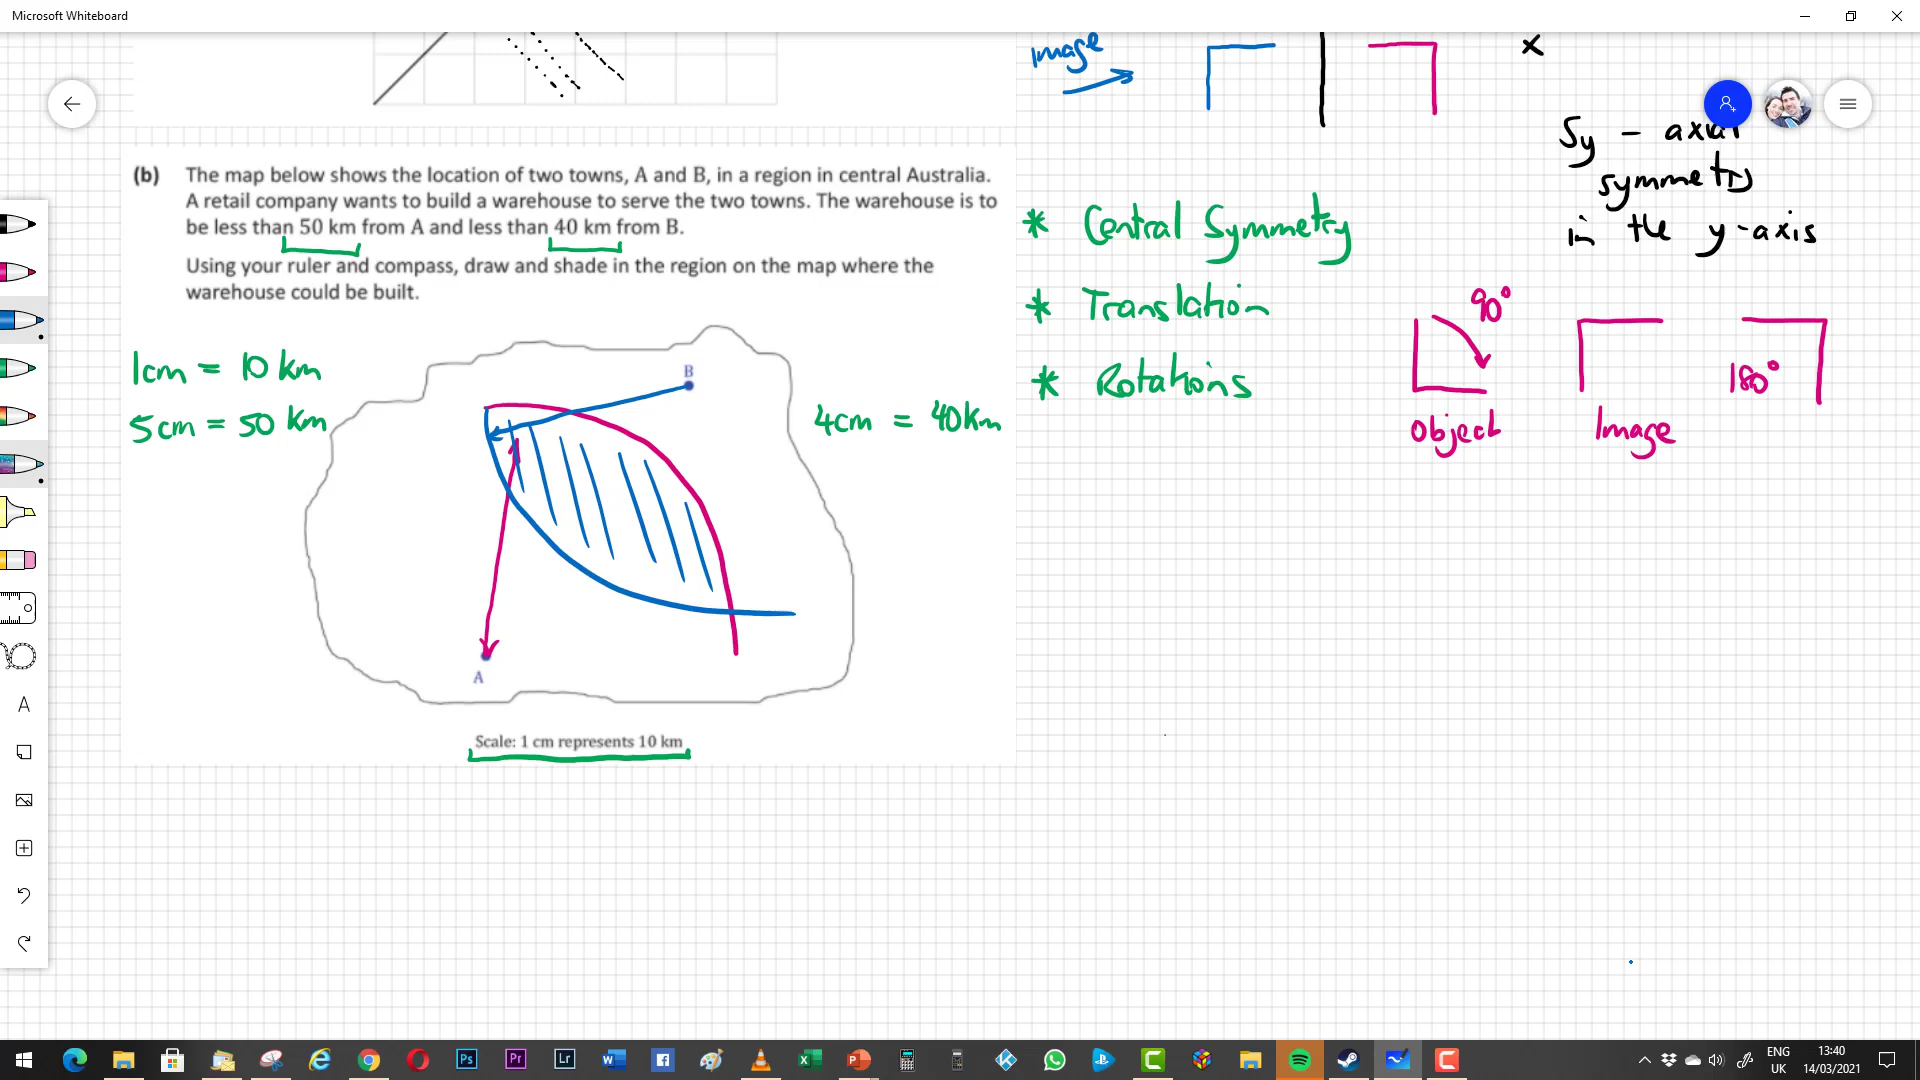 Microsoft Whiteboard
Image
x
Sy - axial
symmetry
in the y-axis
(b) The map below shows the location of two towns, A and B, in a region in central Australia.
A retail company wants to build a warehouse to serve the two towns. The warehouse is to
be less than 50 km from A and less than 40 km from B.
Using your ruler and compass, draw and shade in the region on the map where the
warehouse could be built.
1cm = 10 km
5cm = 50 km
B
4cm = 40km
A
Scale: 1 cm represents 10 km
* Central Symmetry
* Translation
* Rotations
90°
180°
Object
Image
A
Ps
Pr
Lr
ENG
UK
13:40
14/03/2021